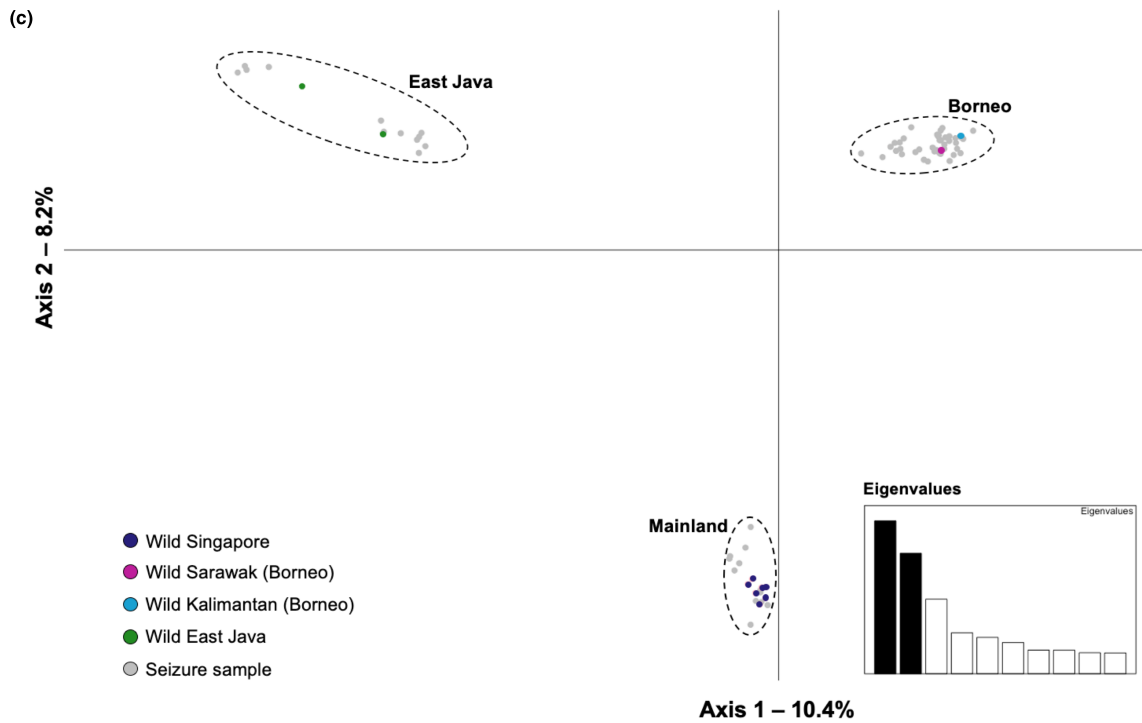 (c)
East Java
Borneo
Axis 2 – 8.2%
Eigenvalues
Eigenvalues
Mainland
Wild Singapore
Wild Sarawak (Borneo)
Wild Kalimantan (Borneo)
Wild East Java
Seizure sample
Axis 1 – 10.4%